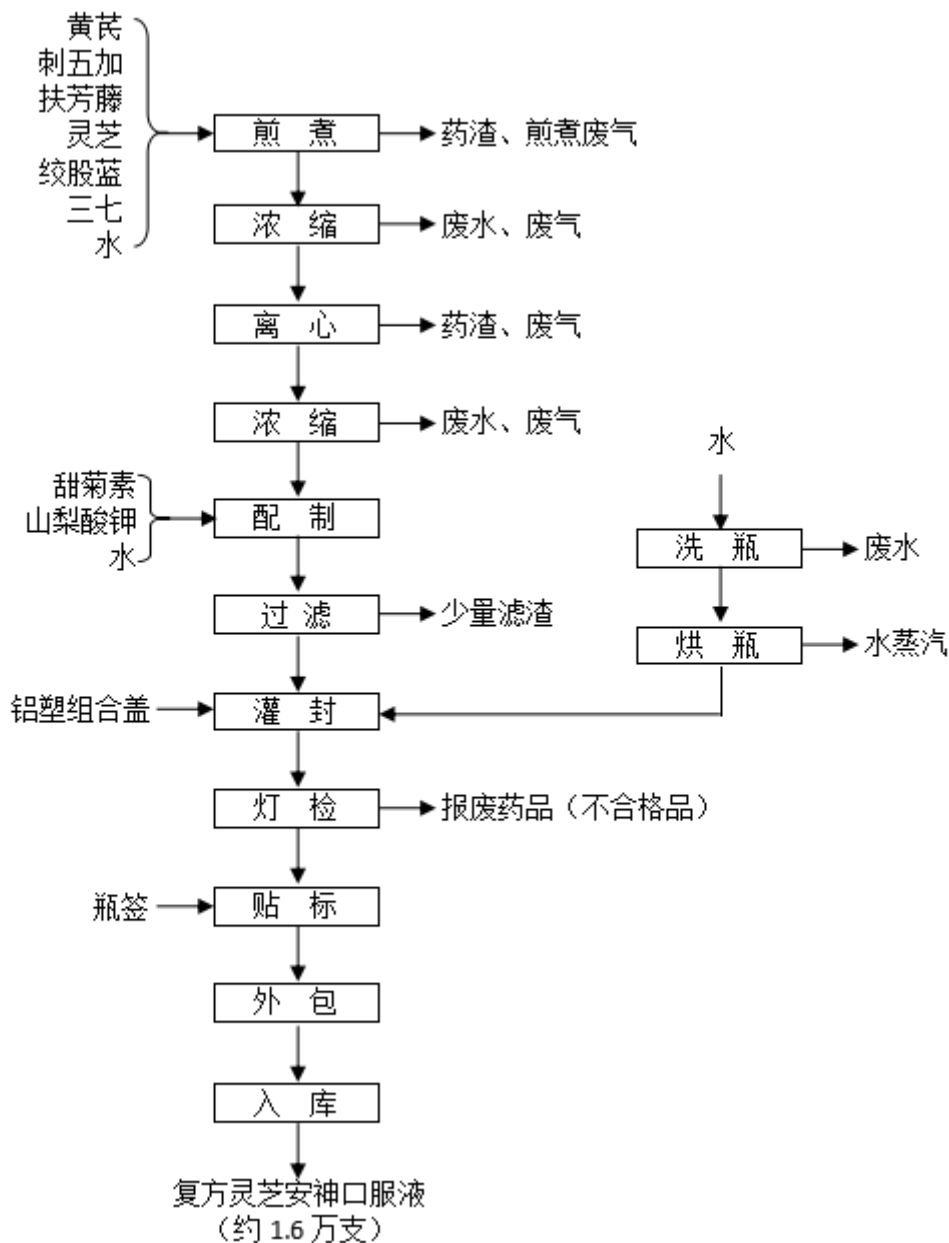 黄芪
刺五加
扶芳藤
灵芝
绞股蓝
三七
水
煎 煮
药渣、煎煮废气
浓 缩
废水、废气
离 心
药渣、废气
浓 缩
废水、废气
甜菊素
山梨酸钾
水
配 制
过 滤
少量滤渣
水
洗 瓶
废水
烘 瓶
水蒸汽
铝塑组合盖
灌 封
灯 检
报废药品（不合格品）
瓶签
贴 标
外 包
入 库
复方灵芝安神口服液
（约 1.6 万支）